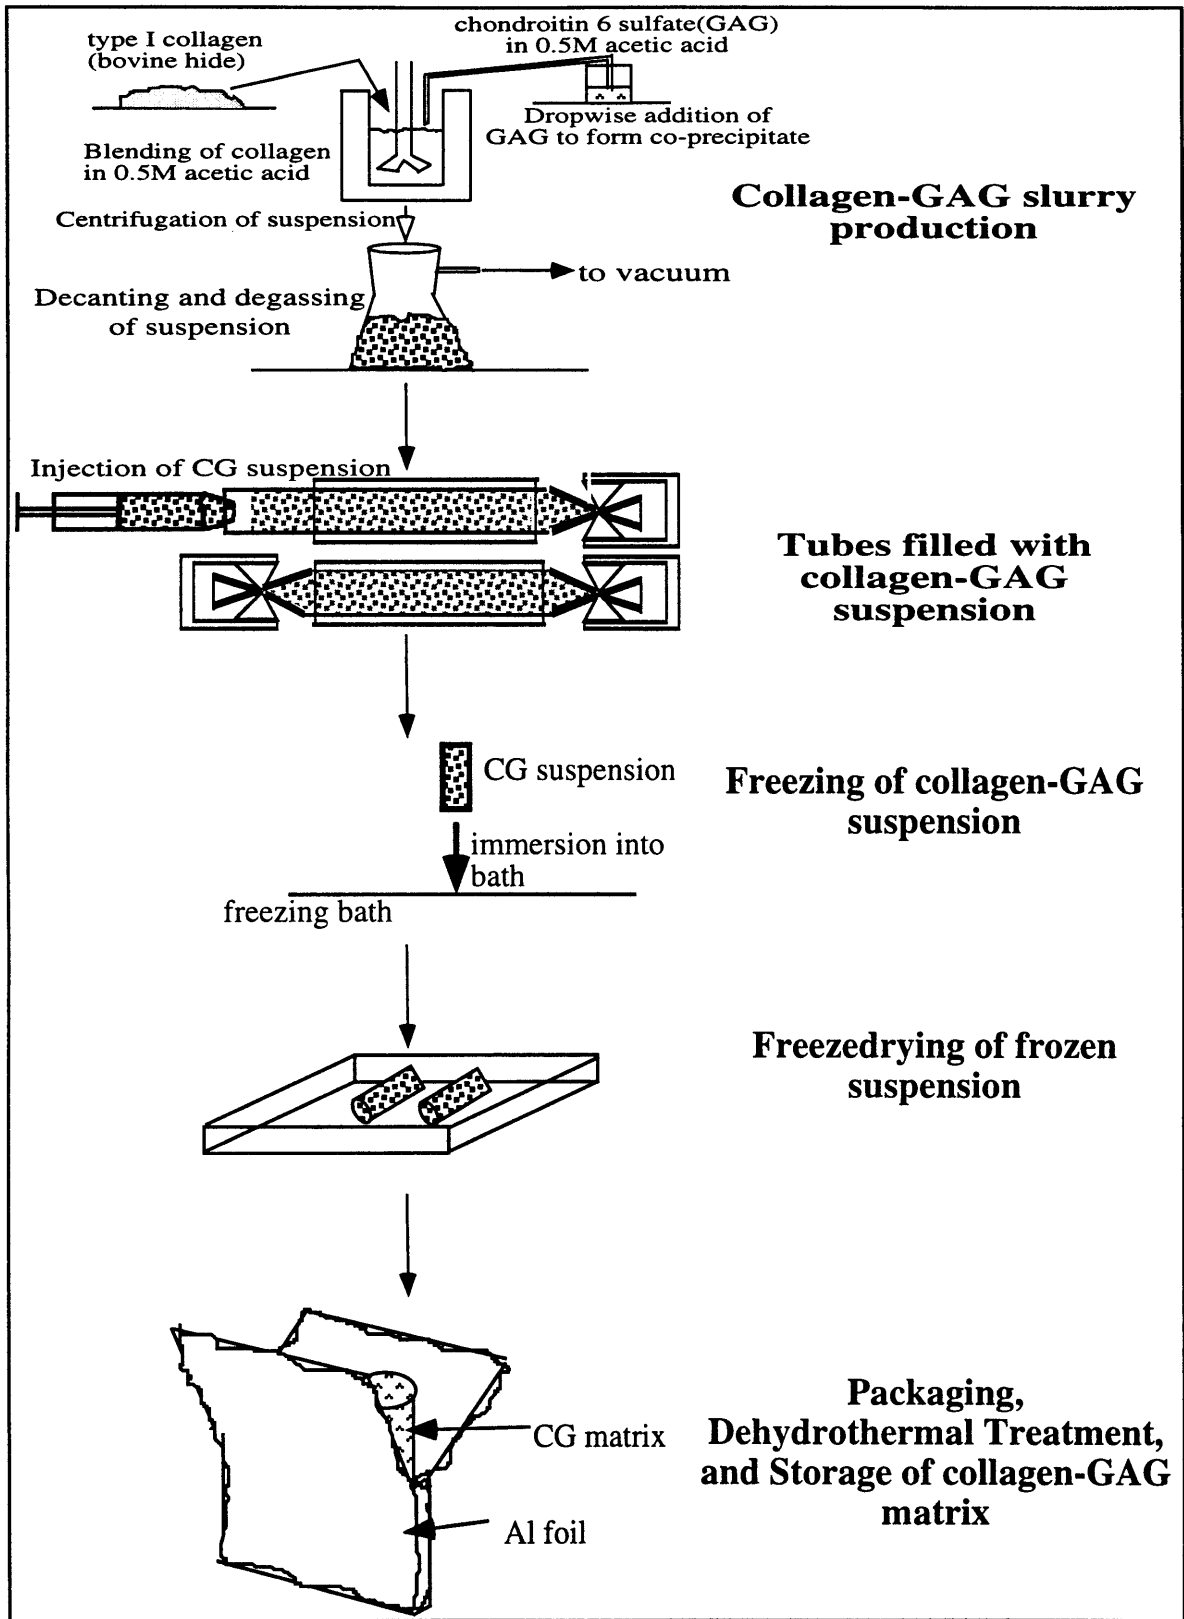 type I collagen
(bovine hide)
chondroitin 6 sulfate(GAG)
in 0.5M acetic acid
Dropwise addition of
GAG to form co-precipitate
Blending of collagen
in 0.5M acetic acid
Collagen-GAG slurry
production
Centrifugation of suspension
to vacuum
Decanting and degassing
of suspension
Injection of CG suspension
Tubes filled with
collagen-GAG
suspension
CG suspension
Freezing of collagen-GAG
suspension
immersion into
bath
freezing bath
Freezedrying of frozen
suspension
Packaging,
Dehydrothermal Treatment,
and Storage of collagen-GAG
matrix
CG matrix
Al foil